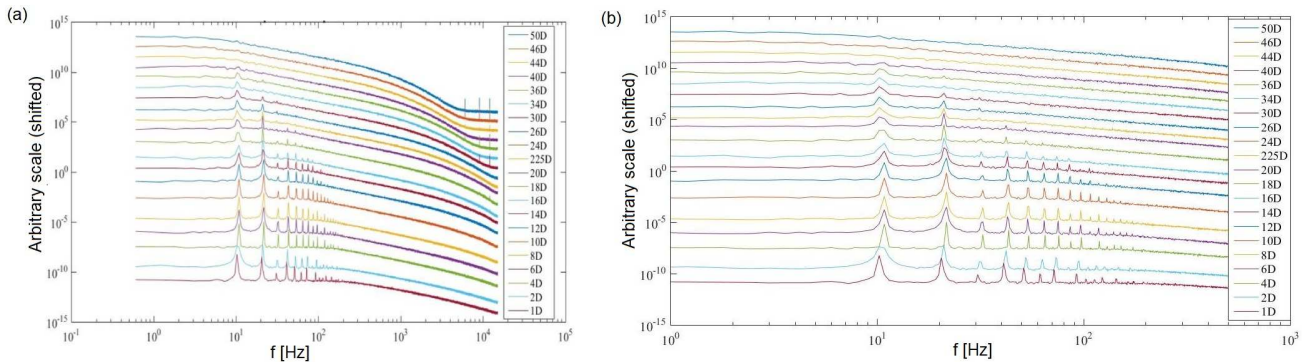 (a)
Arbitrary scale (shifted)
10^15
10^10
10^5
10^0
10^-5
10^-10
10^-15
10^-1
10^0
10^1
10^2
10^3
10^4
10^5
f [Hz]
50D
46D
44D
40D
36D
34D
30D
26D
24D
225D
20D
18D
16D
14D
12D
10D
8D
6D
4D
2D
1D
(b)
Arbitrary scale (shifted)
10^15
10^10
10^5
10^0
10^-5
10^-10
10^-15
10^0
10^1
10^2
10^3
f [Hz]
50D
46D
44D
40D
36D
34D
30D
26D
24D
225D
20D
18D
16D
14D
12D
10D
8D
6D
4D
2D
1D